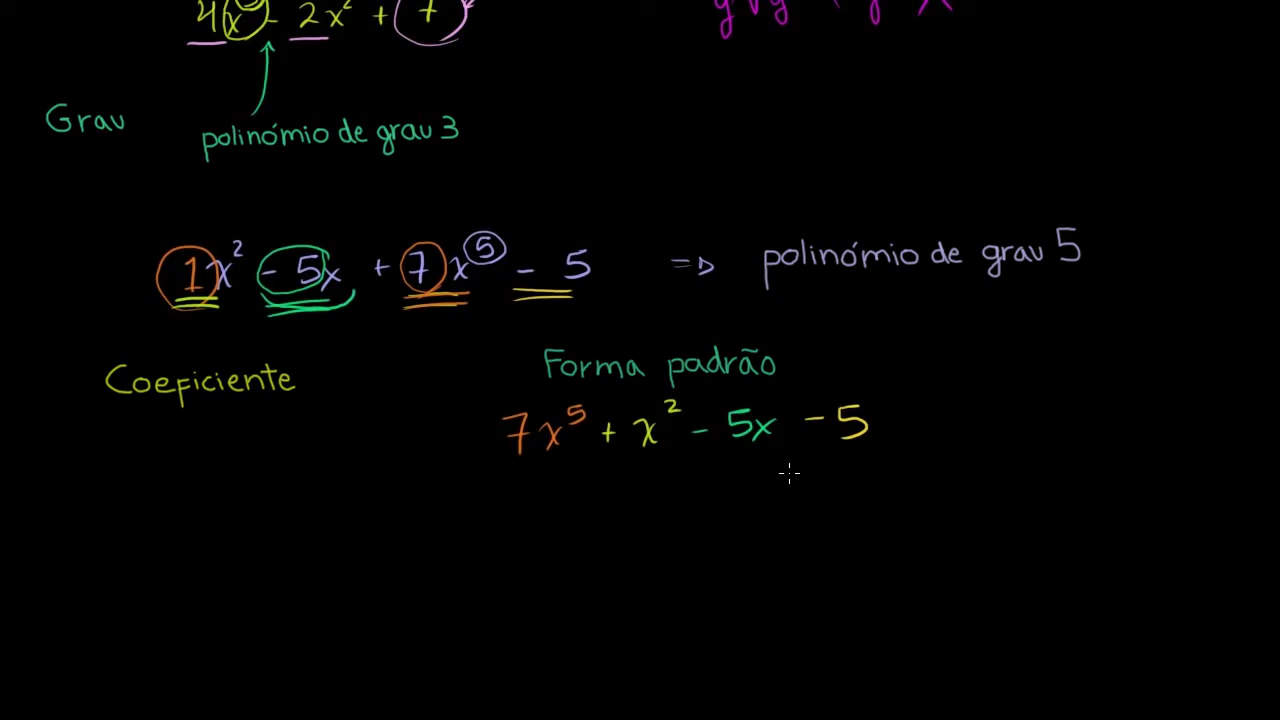 4x - 2x² + 7
Grau
polinómio de grau 3
1x² - 5x + 7x⁵ - 5 ⇒ polinómio de grau 5
Coeficiente
Forma padrão
7x⁵ + x² - 5x - 5